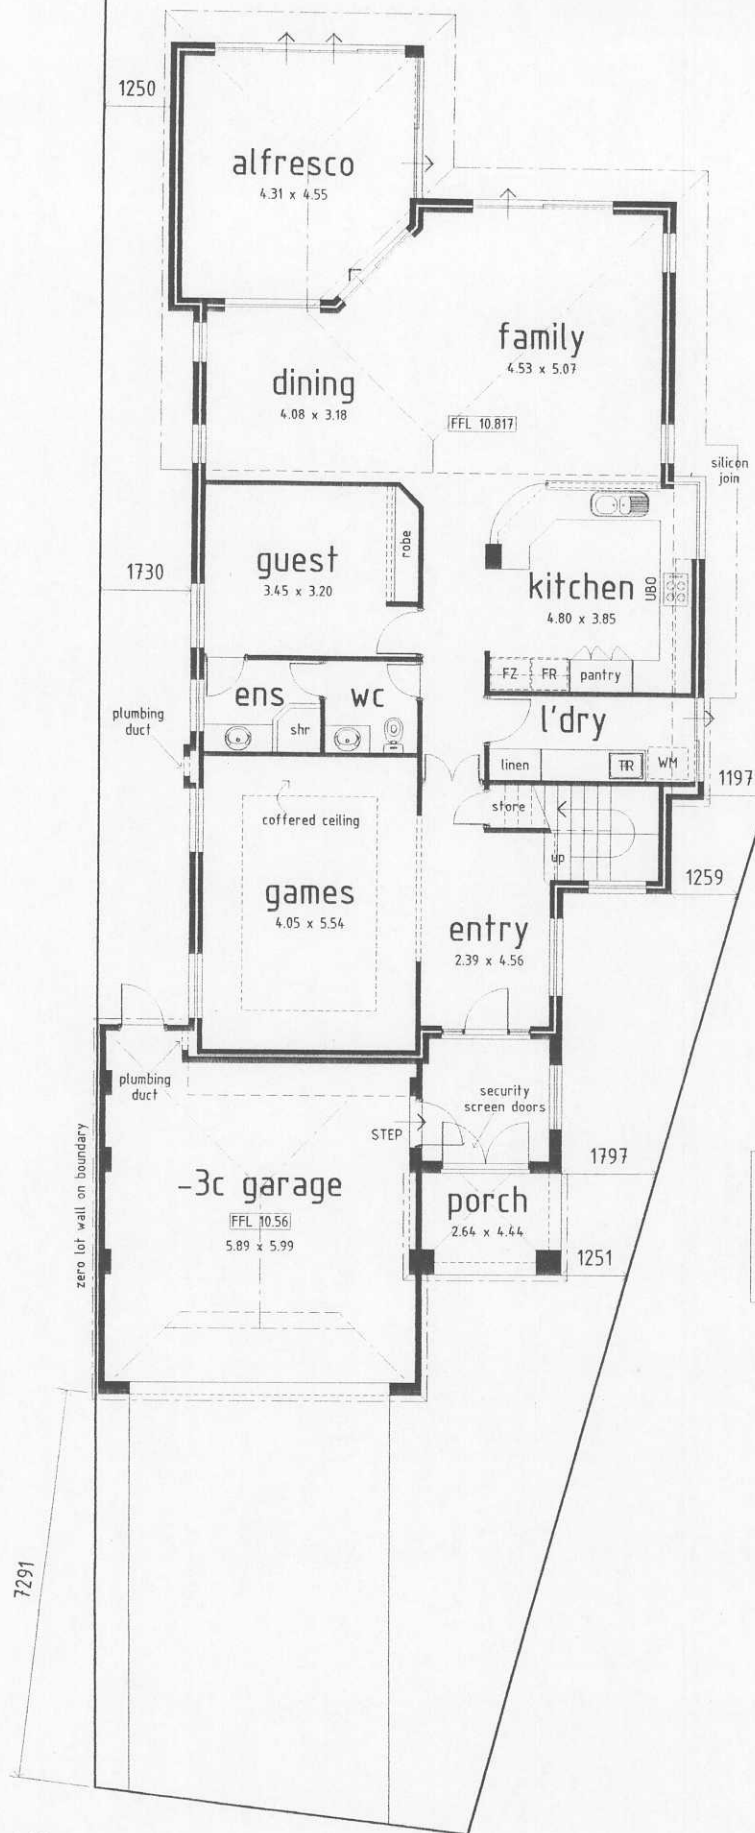 1250
alfresco
4.31 x 4.55
family
4.53 x 5.07
dining
4.08 x 3.18
FFL 10.817
silicon
join
robe
guest
3.45 x 3.20
1730
kitchen
4.80 x 3.85
UBO
FZ
FR
pantry
ens
wc
shr
plumbing
duct
l'dry
linen
TR
WM
1197
store
coffered ceiling
up
1259
games
4.05 x 5.54
entry
2.39 x 4.56
plumbing
duct
security
screen doors
STEP
zero lot wall on boundary
1797
-3c garage
FFL 10.56
5.89 x 5.99
porch
2.64 x 4.44
1251
7291